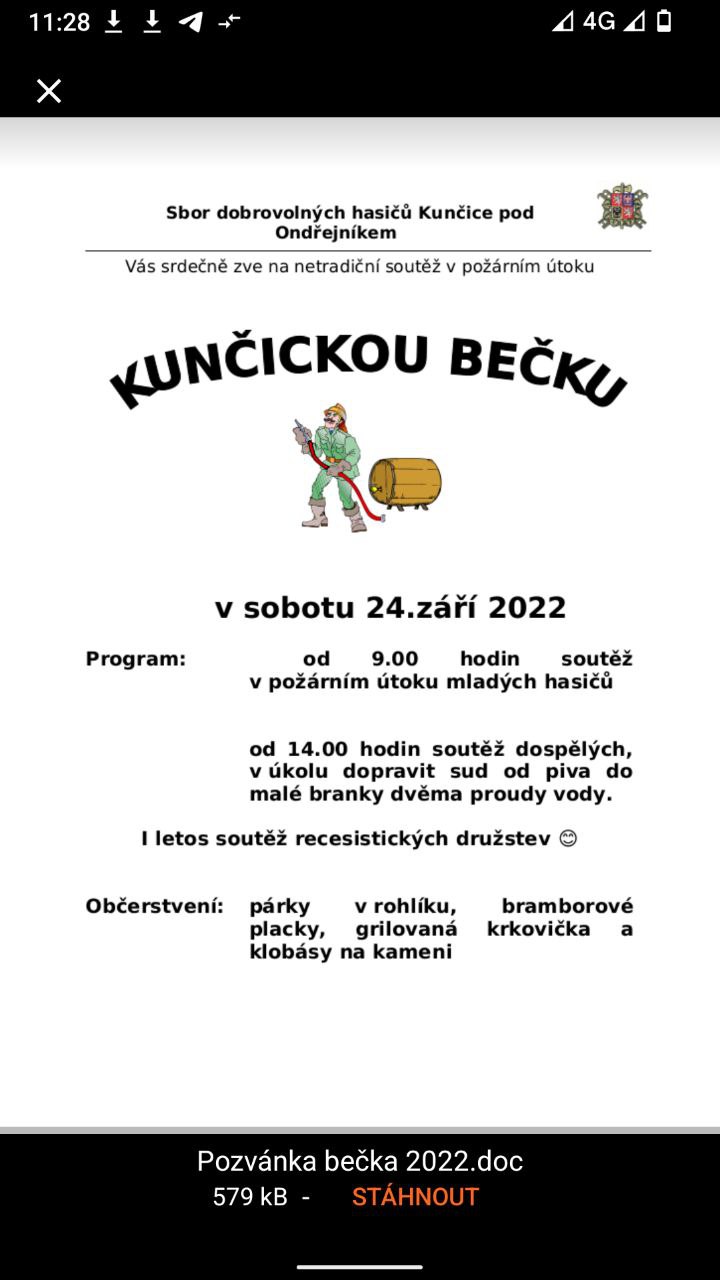 11:28
4G
Sbor dobrovolných hasičů Kunčice pod
Ondřejníkem
Vás srdečně zve na netradiční soutěž v požárním útoku
KUNČICKOU BEČKU
v sobotu 24.září 2022
Program: od 9.00 hodin soutěž
v požárním útoku mladých hasičů
od 14.00 hodin soutěž dospělých,
v úkolu dopravit sud od piva do
malé branky dvěma proudy vody.
I letos soutěž recesistických družstev 😊
Občerstvení: párky v rohlíku, bramborové
placky, grilovaná krkovička a
klobásy na kameni
Pozvánka bečka 2022.doc
579 kB - STÁHNOUT